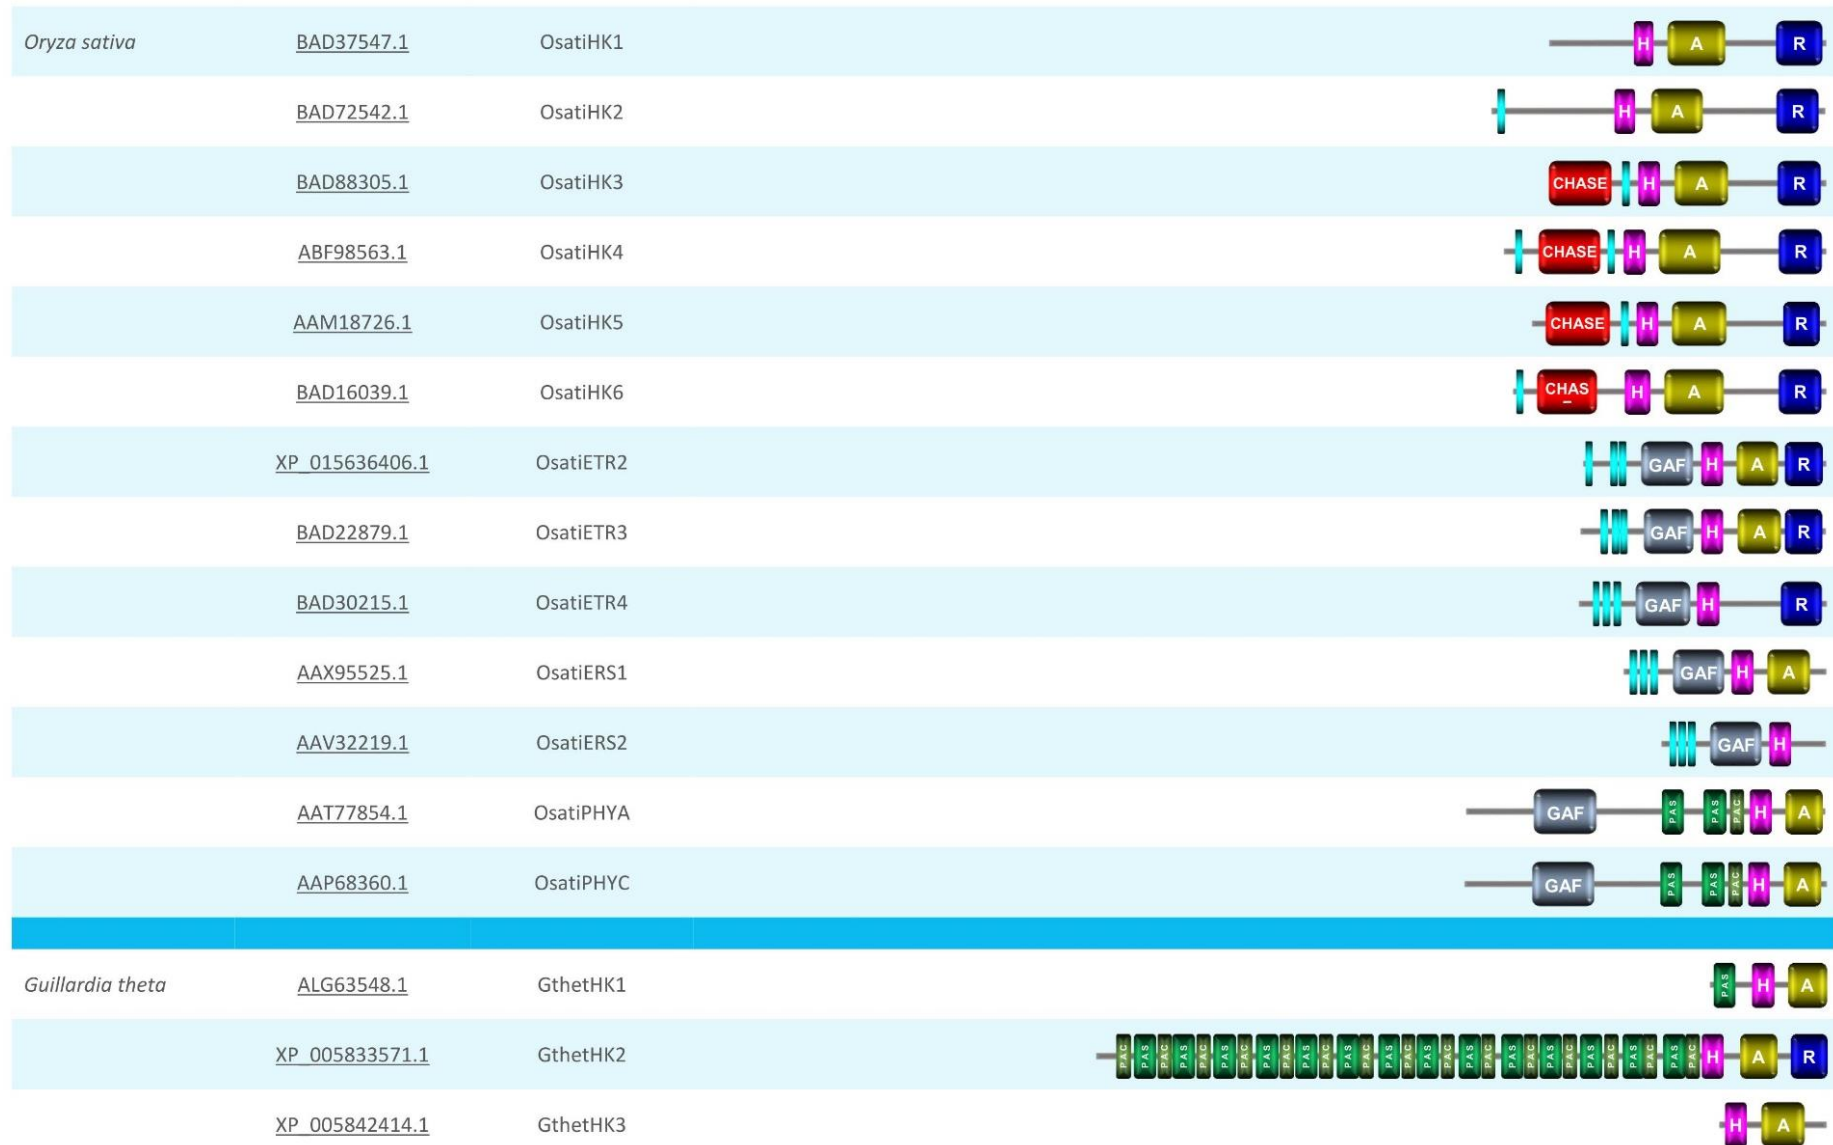 Oryza sativa BAD37547.1 OsatiHK1 H A R
BAD72542.1 OsatiHK2 H A R
BAD88305.1 OsatiHK3 CHASE H A R
ABF98563.1 OsatiHK4 CHASE H A R
AAM18726.1 OsatiHK5 CHASE H A R
BAD16039.1 OsatiHK6 CHAS_ H A R
XP_015636406.1 OsatiETR2 GAF H A R
BAD22879.1 OsatiETR3 GAF H A R
BAD30215.1 OsatiETR4 GAF H R
AAX95525.1 OsatiERS1 GAF H A
AAV32219.1 OsatiERS2 GAF H
AAT77854.1 OsatiPHYA GAF PAS PAS PAC H A
AAP68360.1 OsatiPHYC GAF PAS PAS PAC H A
Guillardia theta ALG63548.1 GthetHK1 PAS H A
XP_005833571.1 GthetHK2 PAC PAS PAC PAS PAC PAS PAC PAS PAC PAS PAC PAS PAC PAS PAC PAS PAC PAS PAC PAS PAC PAS PAC PAS PAC PAS PAC PAS PAC H A R
XP_005842414.1 GthetHK3 H A